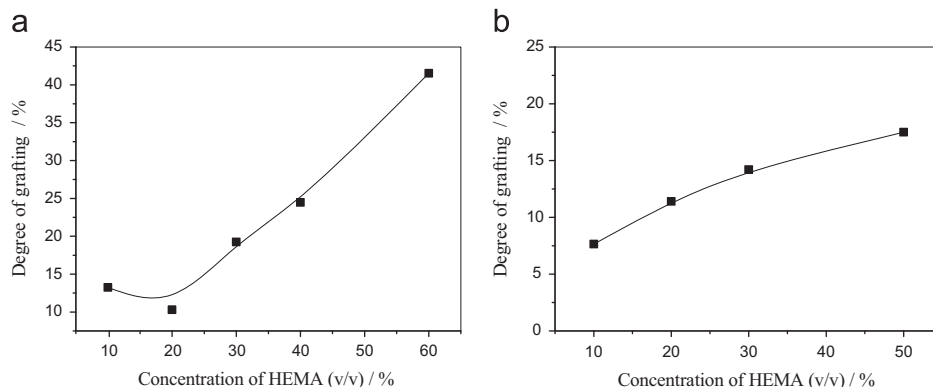 a
45
40
35
30
25
20
15
10
10 20 30 40 50 60
Degree of grafting / %
Concentration of HEMA (v/v) / %
b
25
20
15
10
5
0
10 20 30 40 50
Degree of grafting / %
Concentration of HEMA (v/v) / %